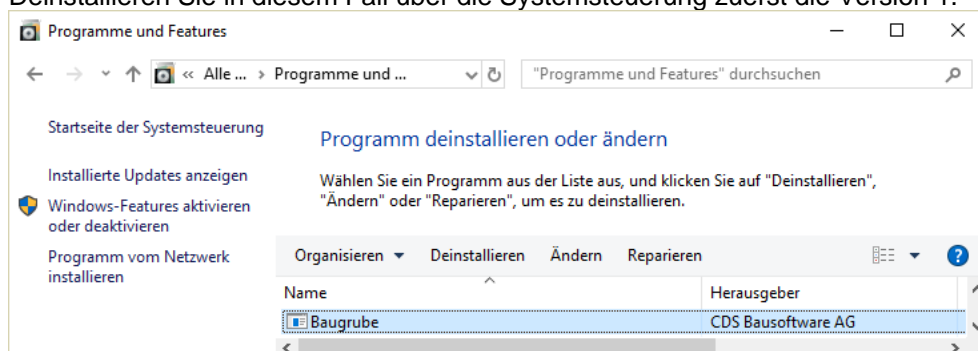 Deinstallieren Sie in diesem Fall über die Systemsteuerung zuerst die Version 1.
Programme und Features
« Alle ... › Programme und ... "Programme und Features" durchsuchen
Startseite der Systemsteuerung
Installierte Updates anzeigen
Windows-Features aktivieren
oder deaktivieren
Programm vom Netzwerk
installieren
Programm deinstallieren oder ändern
Wählen Sie ein Programm aus der Liste aus, und klicken Sie auf "Deinstallieren",
"Ändern" oder "Reparieren", um es zu deinstallieren.
Organisieren Deinstallieren Ändern Reparieren
Name Herausgeber
Baugrube CDS Bausoftware AG